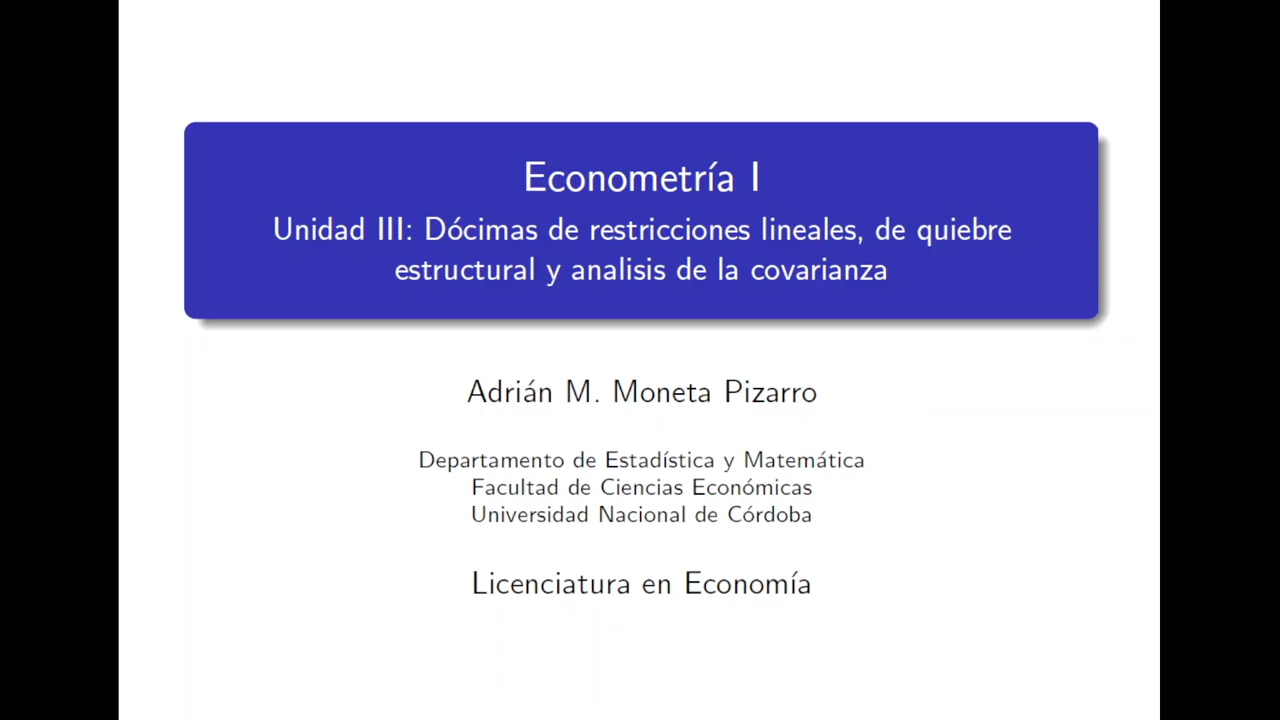 Econometría I
Unidad III: Dócimas de restricciones lineales, de quiebre
estructural y analisis de la covarianza
Adrián M. Moneta Pizarro
Departamento de Estadística y Matemática
Facultad de Ciencias Económicas
Universidad Nacional de Córdoba
Licenciatura en Economía